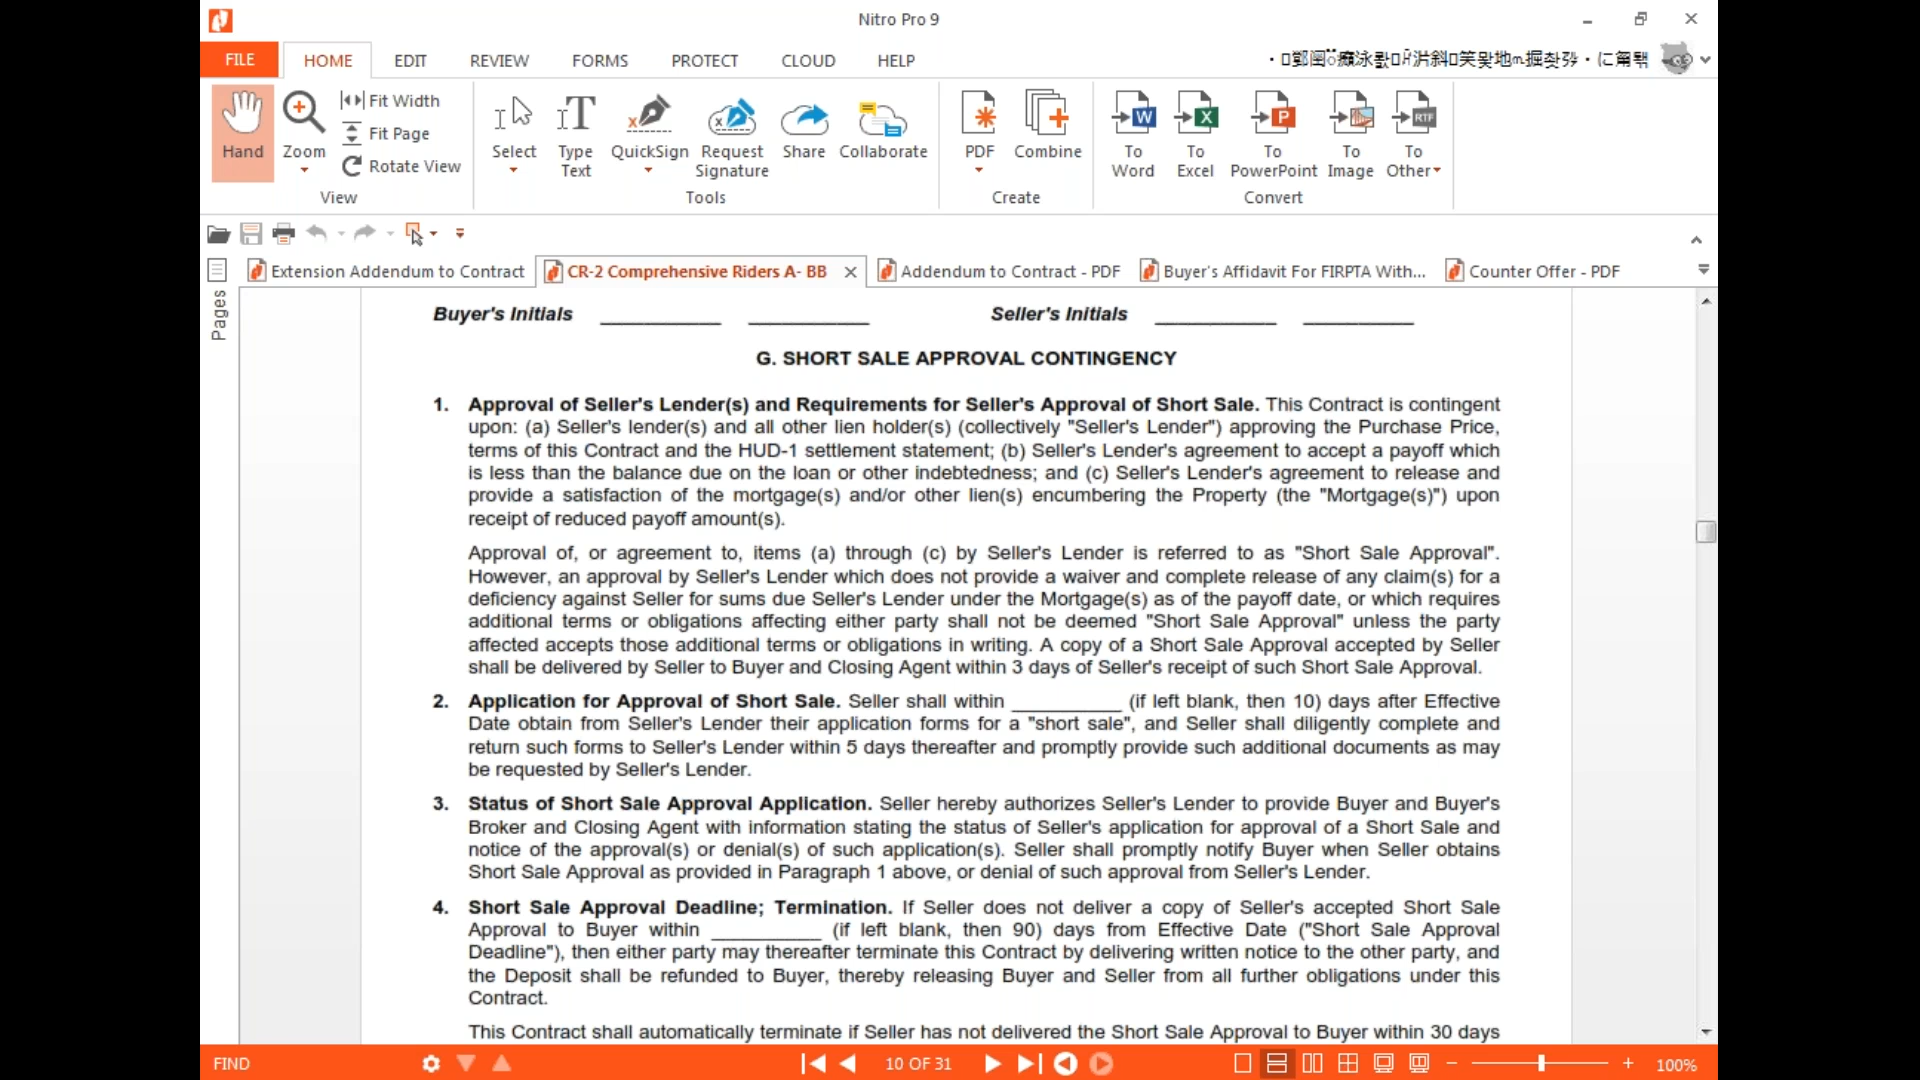 Nitro Pro 9
FILE HOME EDIT REVIEW FORMS PROTECT CLOUD HELP
Hand
Zoom
Fit Width
Fit Page
Rotate View
View
Select
Type Text
QuickSign
Request Signature
Share
Collaborate
Tools
PDF
Combine
Create
To Word
To Excel
To PowerPoint
To Image
To Other
Convert
Pages
Extension Addendum to Contract
CR-2 Comprehensive Riders A- BB
Addendum to Contract - PDF
Buyer's Affidavit For FIRPTA With...
Counter Offer - PDF
Buyer's Initials __________ __________ Seller's Initials __________ __________
G. SHORT SALE APPROVAL CONTINGENCY
1. Approval of Seller's Lender(s) and Requirements for Seller's Approval of Short Sale. This Contract is contingent
upon: (a) Seller's lender(s) and all other lien holder(s) (collectively "Seller's Lender") approving the Purchase Price,
terms of this Contract and the HUD-1 settlement statement; (b) Seller's Lender's agreement to accept a payoff which
is less than the balance due on the loan or other indebtedness; and (c) Seller's Lender's agreement to release and
provide a satisfaction of the mortgage(s) and/or other lien(s) encumbering the Property (the "Mortgage(s)") upon
receipt of reduced payoff amount(s).
Approval of, or agreement to, items (a) through (c) by Seller's Lender is referred to as "Short Sale Approval".
However, an approval by Seller's Lender which does not provide a waiver and complete release of any claim(s) for a
deficiency against Seller for sums due Seller's Lender under the Mortgage(s) as of the payoff date, or which requires
additional terms or obligations affecting either party shall not be deemed "Short Sale Approval" unless the party
affected accepts those additional terms or obligations in writing. A copy of a Short Sale Approval accepted by Seller
shall be delivered by Seller to Buyer and Closing Agent within 3 days of Seller's receipt of such Short Sale Approval.
2. Application for Approval of Short Sale. Seller shall within __________ (if left blank, then 10) days after Effective
Date obtain from Seller's Lender their application forms for a "short sale", and Seller shall diligently complete and
return such forms to Seller's Lender within 5 days thereafter and promptly provide such additional documents as may
be requested by Seller's Lender.
3. Status of Short Sale Approval Application. Seller hereby authorizes Seller's Lender to provide Buyer and Buyer's
Broker and Closing Agent with information stating the status of Seller's application for approval of a Short Sale and
notice of the approval(s) or denial(s) of such application(s). Seller shall promptly notify Buyer when Seller obtains
Short Sale Approval as provided in Paragraph 1 above, or denial of such approval from Seller's Lender.
4. Short Sale Approval Deadline; Termination. If Seller does not deliver a copy of Seller's accepted Short Sale
Approval to Buyer within __________ (if left blank, then 90) days from Effective Date ("Short Sale Approval
Deadline"), then either party may thereafter terminate this Contract by delivering written notice to the other party, and
the Deposit shall be refunded to Buyer, thereby releasing Buyer and Seller from all further obligations under this
Contract.
This Contract shall automatically terminate if Seller has not delivered the Short Sale Approval to Buyer within 30 days
FIND
10 OF 31
100%